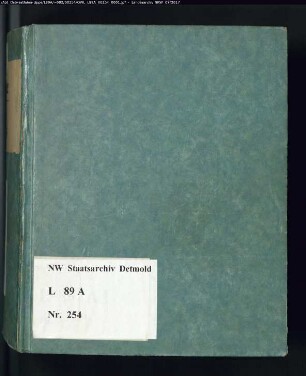 NW Staatsarchiv Detmold
L 89 A
Nr. 254